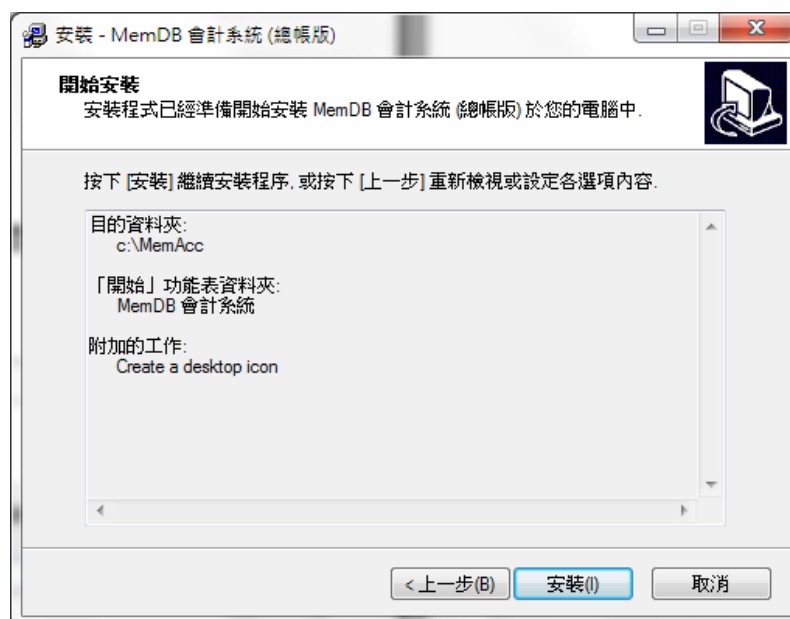 安裝 - MemDB 會計系統 (總帳版)
開始安裝
安裝程式已經準備開始安裝 MemDB 會計系統 (總帳版) 於您的電腦中.
按下 [安裝] 繼續安裝程序, 或按下 [上一步] 重新檢視或設定各選項內容.
目的資料夾:
c:\MemAcc
「開始」功能表資料夾:
MemDB 會計系統
附加的工作:
Create a desktop icon
< 上一步(B)
安裝(I)
取消